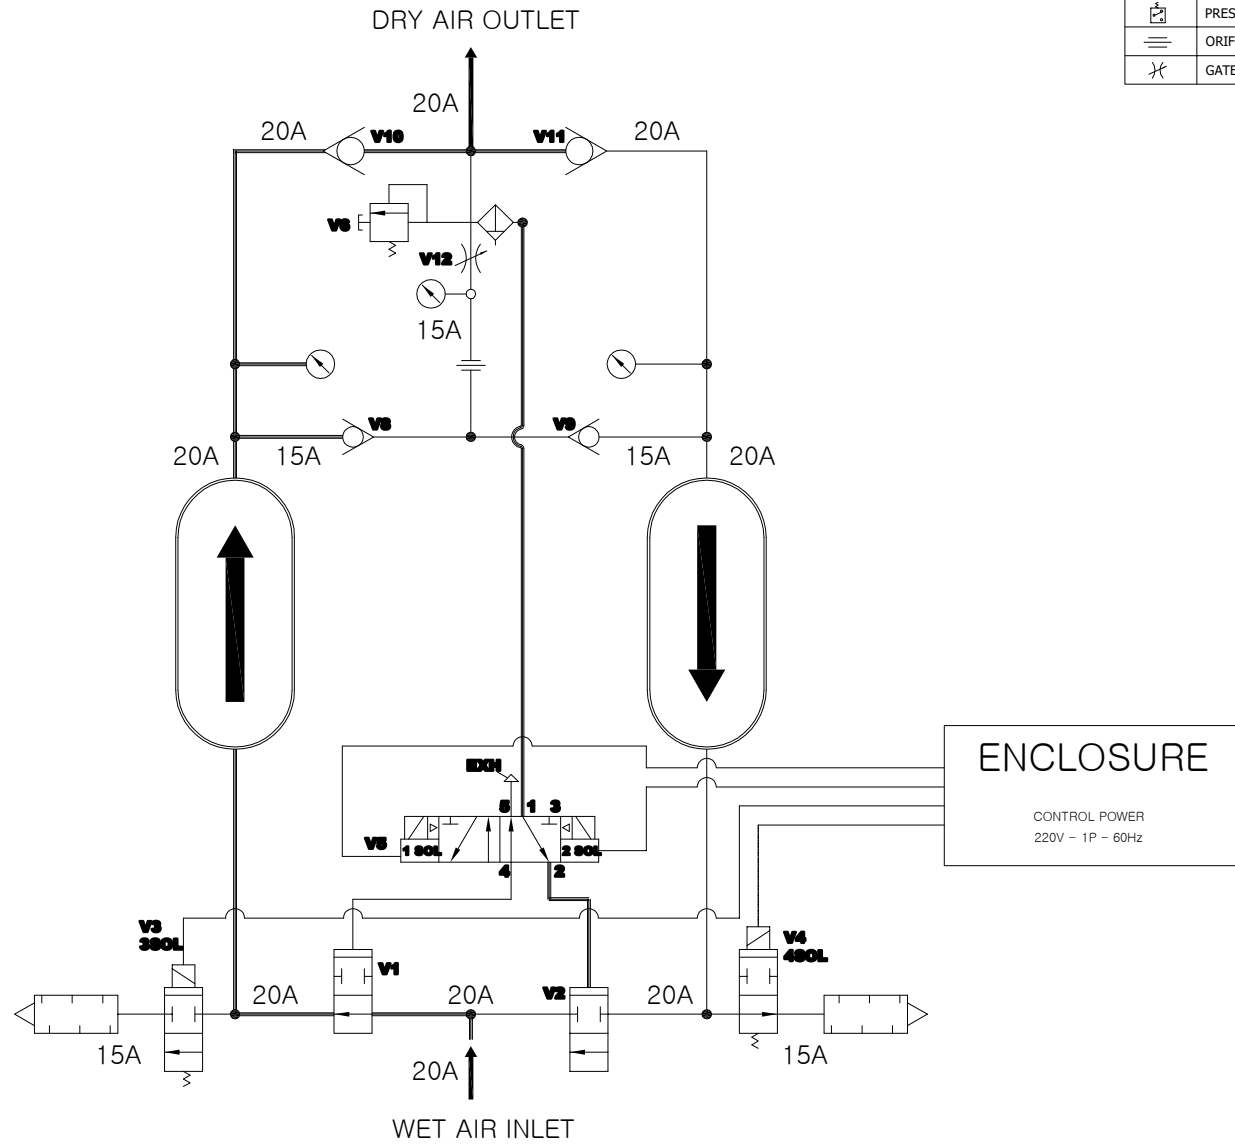 DRY AIR OUTLET
PRES
ORIF
GATE
20A
20A
V10
V11
20A
V6
V12
15A
V8
V9
20A
15A
15A
20A
EXH
5 1 3
V5
1 SOL
2 SOL
4
2
ENCLOSURE
CONTROL POWER
220V - 1P - 60Hz
V3
3SOL
V1
V2
V4
4SOL
20A
20A
20A
15A
15A
20A
WET AIR INLET